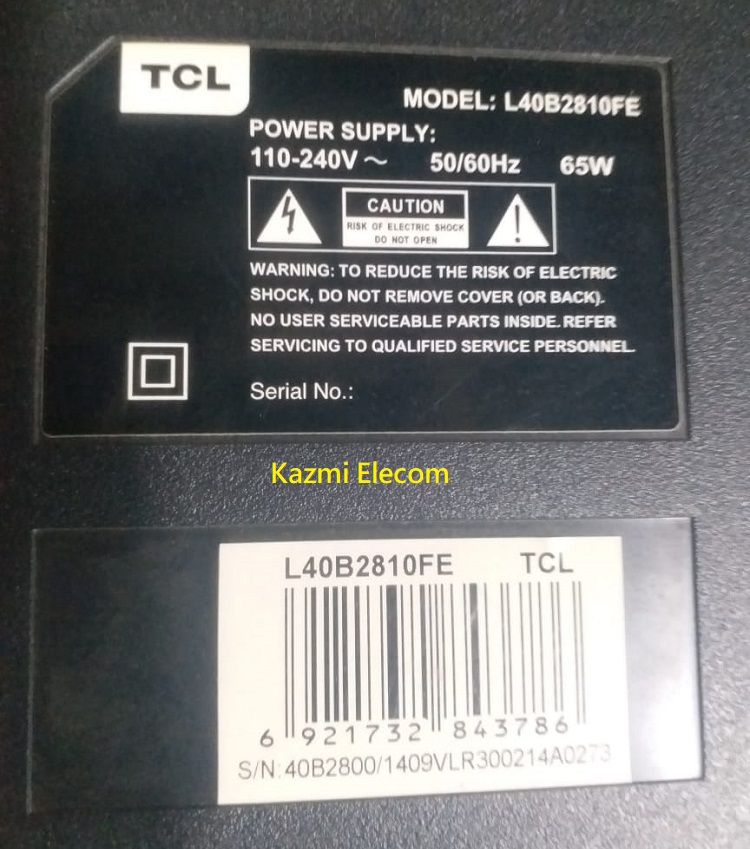 TCL
MODEL: L40B2810FE
POWER SUPPLY:
110-240V ~ 50/60Hz 65W
CAUTION
RISK OF ELECTRIC SHOCK
DO NOT OPEN
WARNING: TO REDUCE THE RISK OF ELECTRIC
SHOCK, DO NOT REMOVE COVER (OR BACK).
NO USER SERVICEABLE PARTS INSIDE. REFER
SERVICING TO QUALIFIED SERVICE PERSONNEL.
Serial No.:
Kazmi Elecom
L40B2810FE TCL
6 921732 843786
S/N:40B2800/1409VLR300214A0273